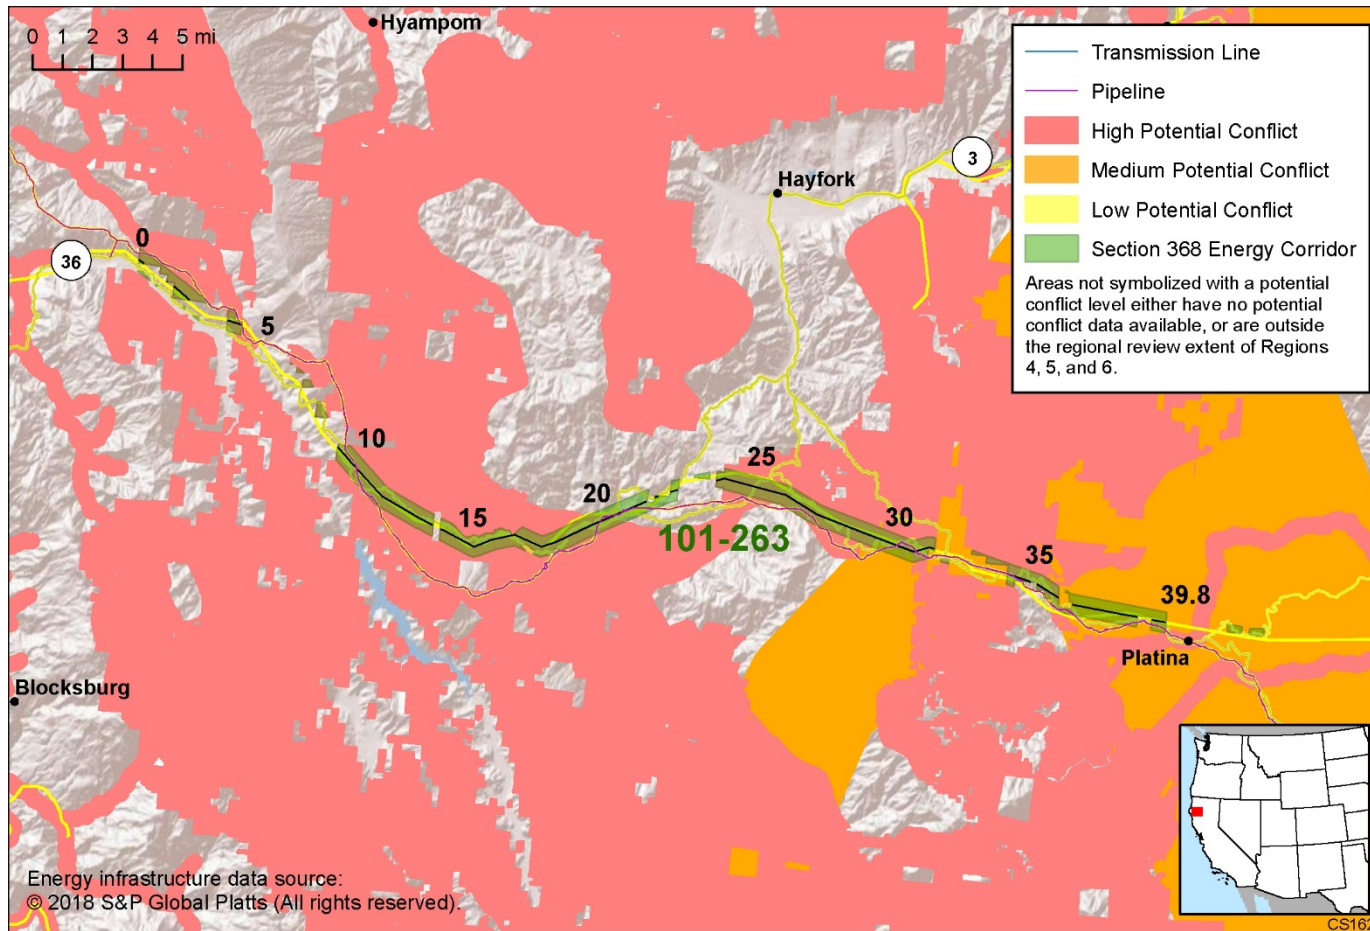 Hyampom
0 1 2 3 4 5 mi
Transmission Line
Pipeline
High Potential Conflict
Medium Potential Conflict
Low Potential Conflict
Section 368 Energy Corridor
Areas not symbolized with a potential
conflict level either have no potential
conflict data available, or are outside
the regional review extent of Regions
4, 5, and 6.
3
Hayfork
0
36
5
10
25
20
15
30
101-263
35
39.8
Platina
Blocksburg
Energy infrastructure data source:
© 2018 S&P Global Platts (All rights reserved).